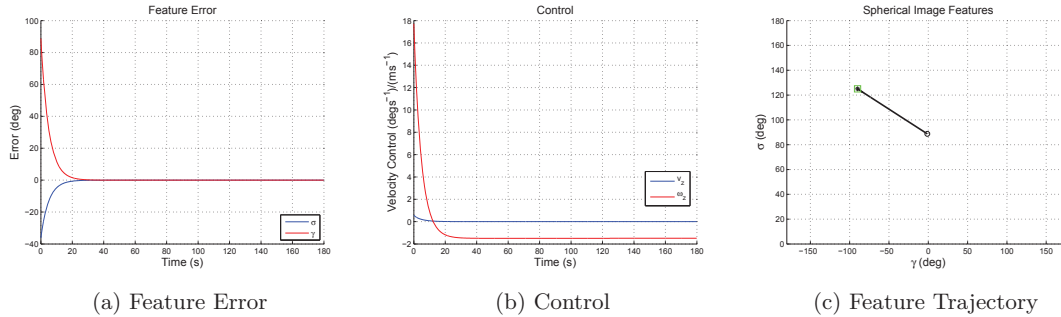 Feature Error
Error (deg)
100
80
60
40
20
0
−20
−40
0 20 40 60 80 100 120 140 160 180
Time (s)
σ
γ
(a) Feature Error
Control
Velocity Control (degs⁻¹)/(ms⁻¹)
18
16
14
12
10
8
6
4
2
0
−2
0 20 40 60 80 100 120 140 160 180
Time (s)
v_z
ω_z
(b) Control
Spherical Image Features
σ (deg)
180
160
140
120
100
80
60
40
20
0
−150 −100 −50 0 50 100 150
γ (deg)
(c) Feature Trajectory